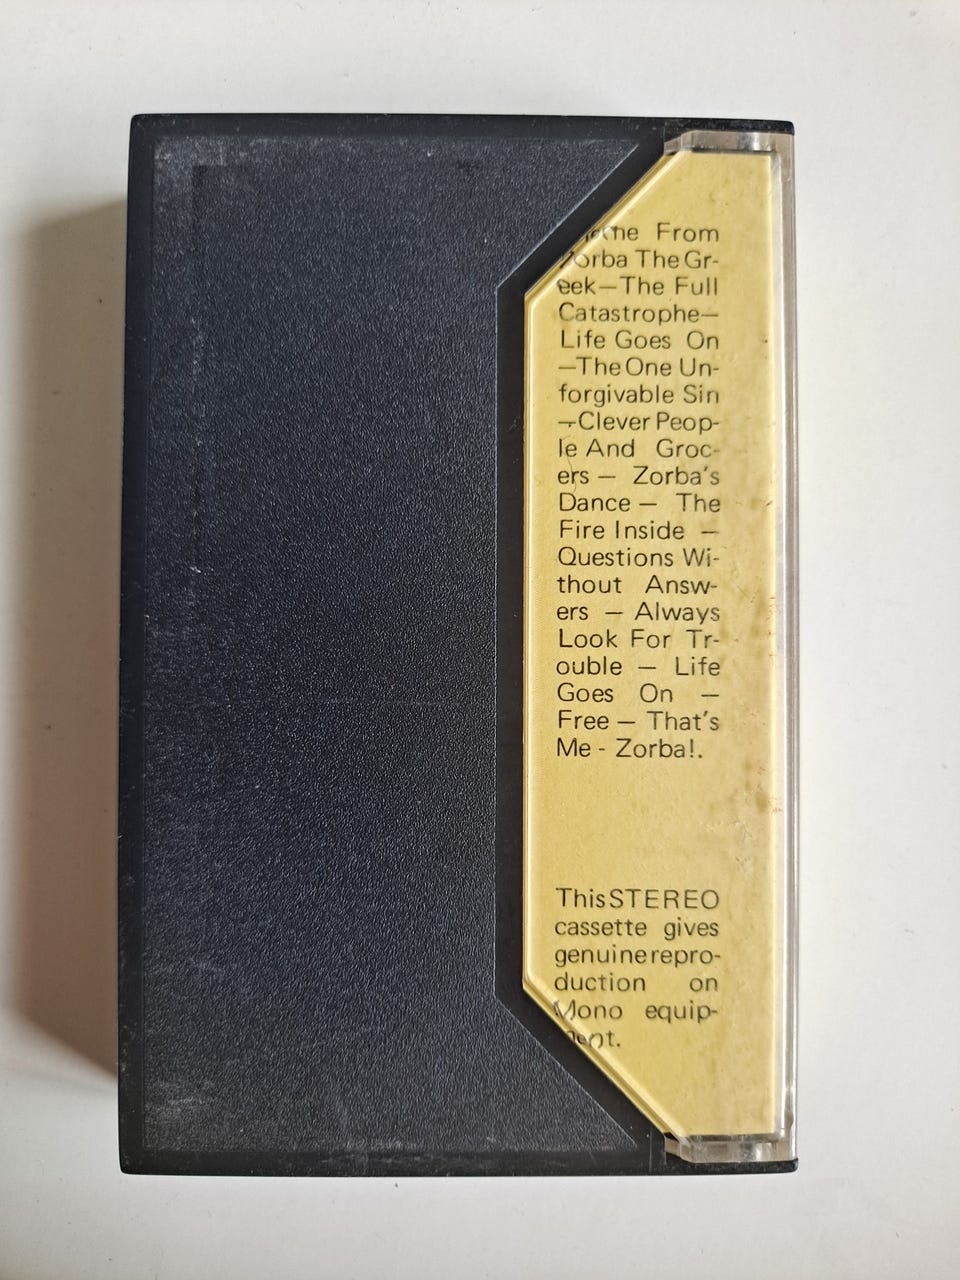 From
Zorba The Gr-
eek—The Full
Catastrophe—
Life Goes On
—The One Un-
forgivable Sin
—Clever Peop-
le And Groc-
ers — Zorba's
Dance — The
Fire Inside —
Questions Wi-
thout Answ-
ers — Always
Look For Tr-
ouble — Life
Goes On —
Free — That's
Me - Zorba!.
This STEREO
cassette gives
genuine repro-
duction on
Mono equip-
ment.